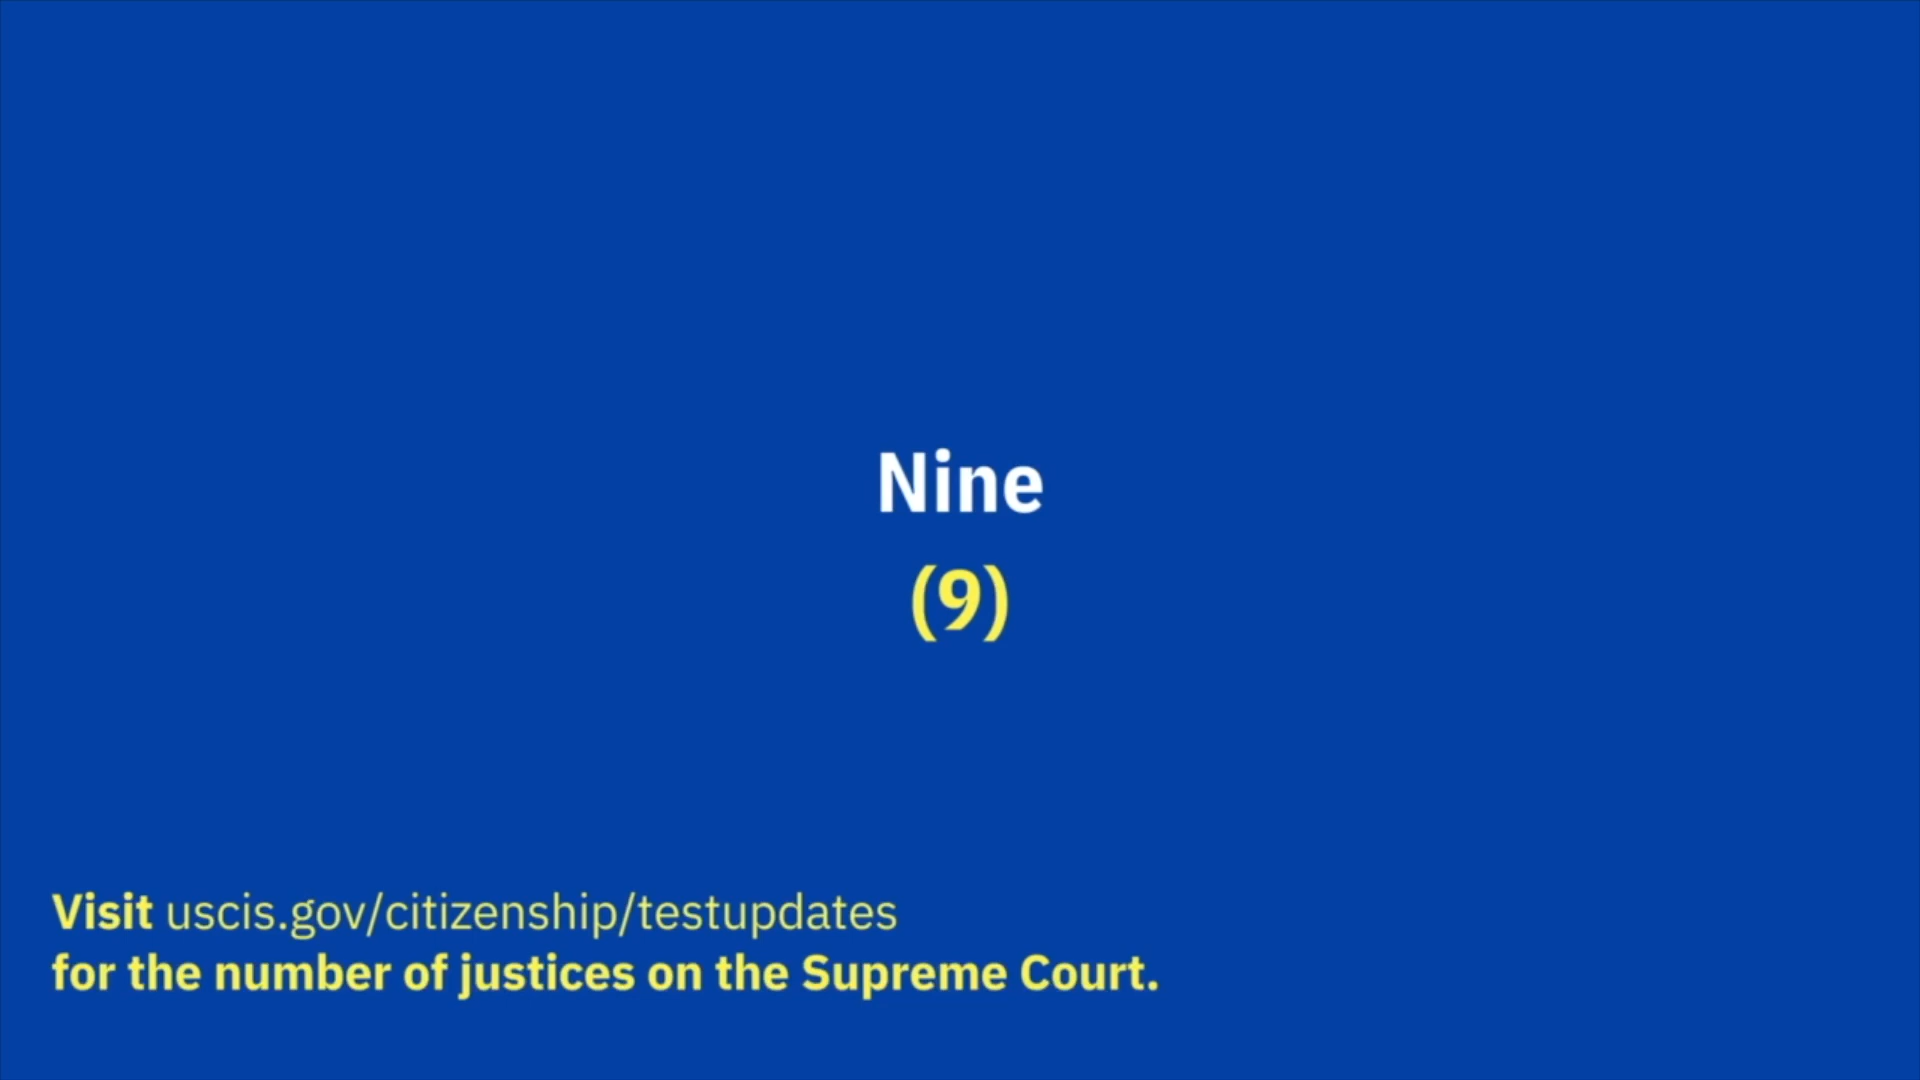 Nine
(9)
Visit uscis.gov/citizenship/testupdates
for the number of justices on the Supreme Court.